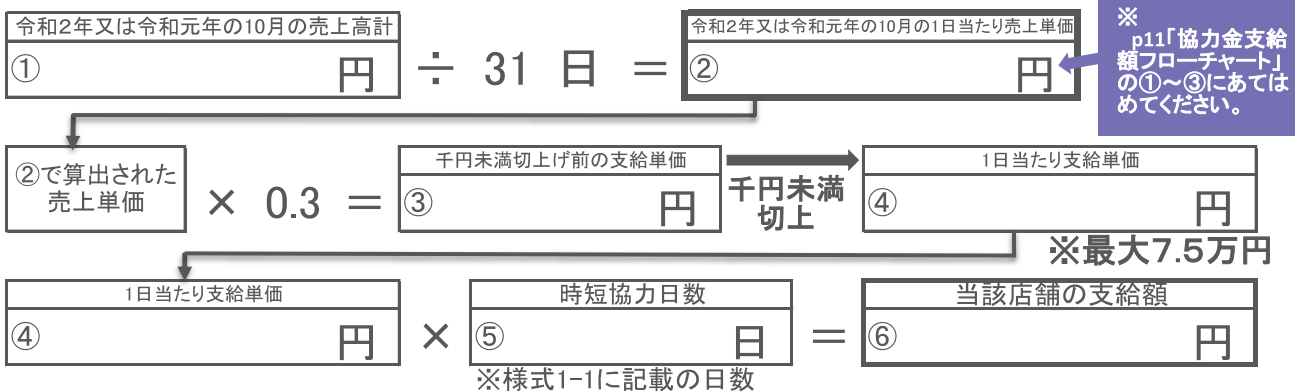 令和2年又は令和元年の10月の売上高計
① 円
÷ 31 日 =
令和2年又は令和元年の10月の1日当たり売上単価
② 円
※
p11「協力金支給
額フローチャート」
の①～③にあては
めてください。
②で算出された
売上単価
× 0.3 =
千円未満切上げ前の支給単価
③ 円
千円未満
切上
1日当たり支給単価
④ 円
※最大7.5万円
1日当たり支給単価
④ 円
×
時短協力日数
⑤ 日
※様式1-1に記載の日数
=
当該店舗の支給額
⑥ 円